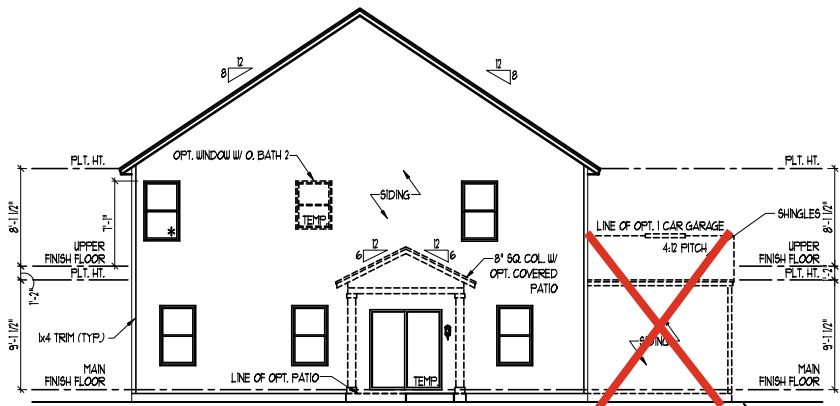 12
8
12
8
OPT. WINDOW W/ O. BATH 2
PLT. HT.
PLT. HT.
8'-1 1/2"
7'-1"
SIDING
TEMP
*
LINE OF OPT. 1 CAR GARAGE
SHINGLES
4:12 PITCH
8'-1 1/2"
12
6
12
6
8" SQ. COL. W/
OPT. COVERED
PATIO
UPPER
FINISH FLOOR
UPPER
FINISH FLOOR
PLT. HT.
PLT. HT.
1'-2"
1'-2"
1x4 TRIM (TYP.)
9'-1 1/2"
SIDING
9'-1 1/2"
MAIN
FINISH FLOOR
LINE OF OPT. PATIO
TEMP
MAIN
FINISH FLOOR